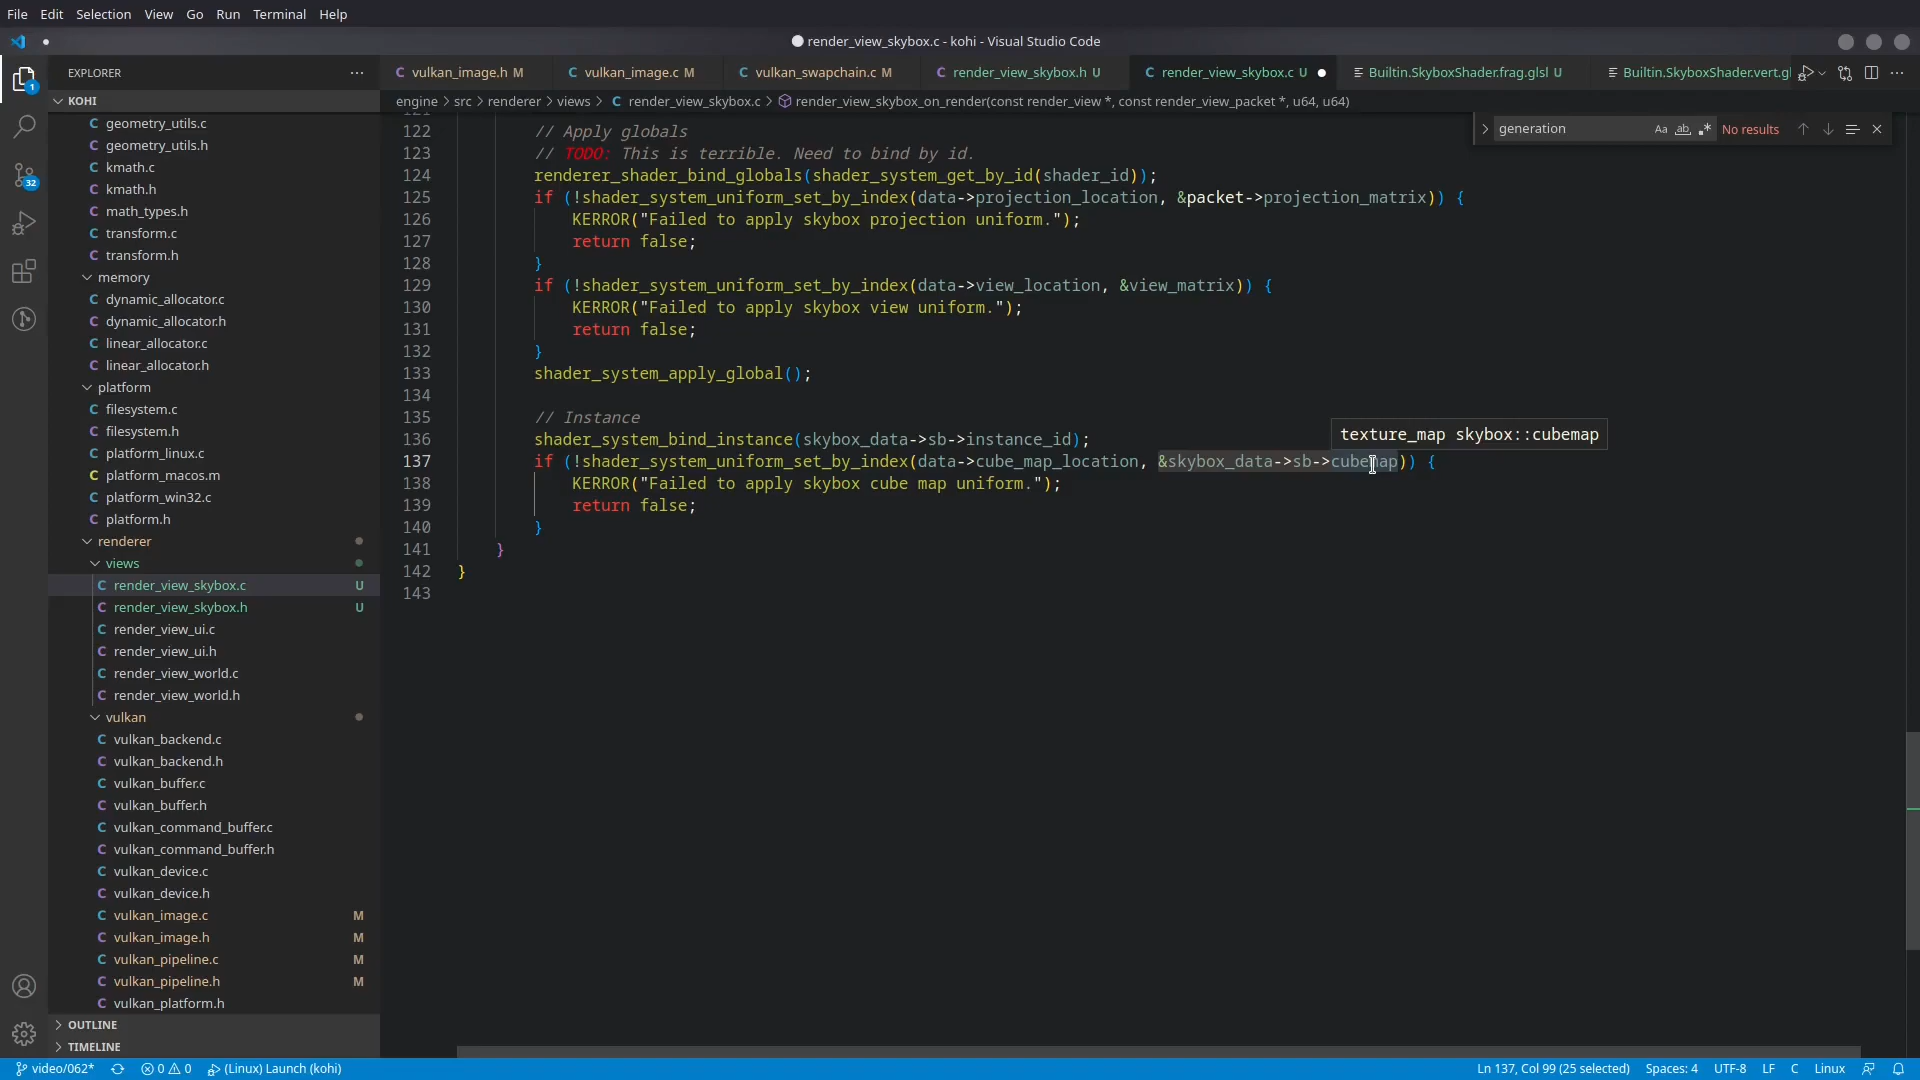 File Edit Selection View Go Run Terminal Help
render_view_skybox.c - kohi - Visual Studio Code
EXPLORER
vulkan_image.h M
vulkan_image.c M
vulkan_swapchain.c M
render_view_skybox.h U
render_view_skybox.c U
Builtin.SkyboxShader.frag.glsl U
Builtin.SkyboxShader.vert.gl
engine > src > renderer > views > C render_view_skybox.c > render_view_skybox_on_render(const render_view *, const render_view_packet *, u64, u64)
generation Aa ab No results
KOHI
geometry_utils.c
geometry_utils.h
kmath.c
kmath.h
math_types.h
transform.c
transform.h
memory
dynamic_allocator.c
dynamic_allocator.h
linear_allocator.c
linear_allocator.h
platform
filesystem.c
filesystem.h
platform_linux.c
platform_macos.m
platform_win32.c
platform.h
renderer
views
render_view_skybox.c U
render_view_skybox.h U
render_view_ui.c
render_view_ui.h
render_view_world.c
render_view_world.h
vulkan
vulkan_backend.c
vulkan_backend.h
vulkan_buffer.c
vulkan_buffer.h
vulkan_command_buffer.c
vulkan_command_buffer.h
vulkan_device.c
vulkan_device.h
vulkan_image.c M
vulkan_image.h M
vulkan_pipeline.c M
vulkan_pipeline.h M
vulkan_platform.h
OUTLINE
TIMELINE
1
32
121
122 // Apply globals
123 // TODO: This is terrible. Need to bind by id.
124 renderer_shader_bind_globals(shader_system_get_by_id(shader_id));
125 if (!shader_system_uniform_set_by_index(data->projection_location, &packet->projection_matrix)) {
126 KERROR("Failed to apply skybox projection uniform.");
127 return false;
128 }
129 if (!shader_system_uniform_set_by_index(data->view_location, &view_matrix)) {
130 KERROR("Failed to apply skybox view uniform.");
131 return false;
132 }
133 shader_system_apply_global();
134
135 // Instance
136 shader_system_bind_instance(skybox_data->sb->instance_id);
texture_map skybox::cubemap
137 if (!shader_system_uniform_set_by_index(data->cube_map_location, &skybox_data->sb->cubemap)) {
138 KERROR("Failed to apply skybox cube map uniform.");
139 return false;
140 }
141 }
142 }
143
video/062* 0 0 (Linux) Launch (kohi) Ln 137, Col 99 (25 selected) Spaces: 4 UTF-8 LF C Linux